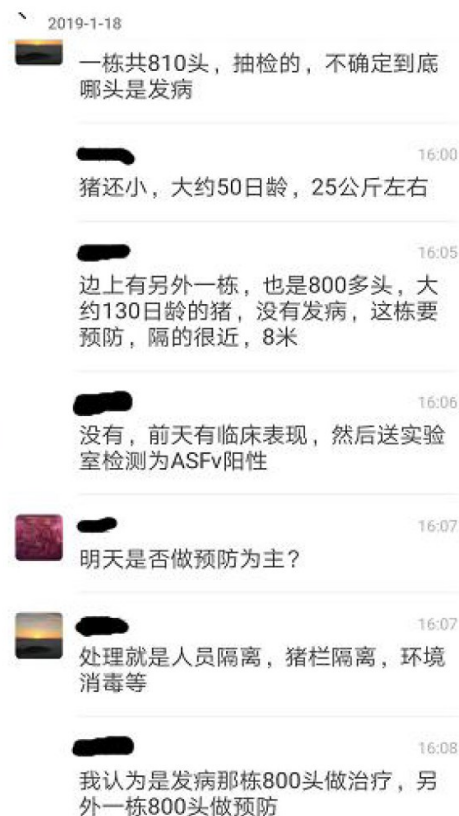 2019-1-18
一栋共810头，抽检的，不确定到底
哪头是发病
16:00
猪还小，大约50日龄，25公斤左右
16:05
边上有另外一栋，也是800多头，大
约130日龄的猪，没有发病，这栋要
预防，隔的很近，8米
16:06
没有，前天有临床表现，然后送实验
室检测为ASFv阳性
16:07
明天是否做预防为主？
16:07
处理就是人员隔离，猪栏隔离，环境
消毒等
16:08
我认为是发病那栋800头做治疗，另
外一栋800头做预防